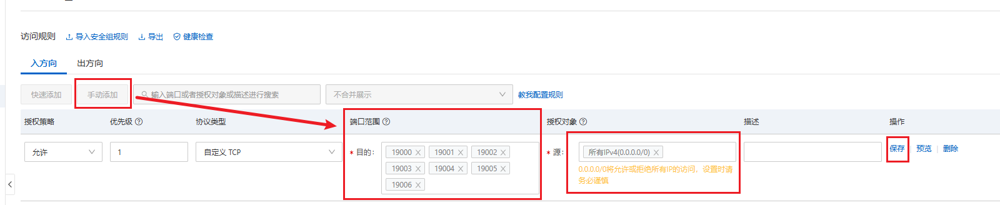 访问规则 导入安全组规则 导出 健康检查
入方向 出方向
快速添加 手动添加 输入端口或者授权对象或描述进行搜索 不合并展示 教我配置规则
授权策略 优先级 协议类型 端口范围 授权对象 描述 操作
允许 1 自定义 TCP * 目的: 19000 19001 19002 * 源: 所有IPv4(0.0.0.0/0) 保存 预览 删除
19003 19004 19005 0.0.0.0/0将允许或拒绝所有IP的访问，设置时请
19006 务必谨慎